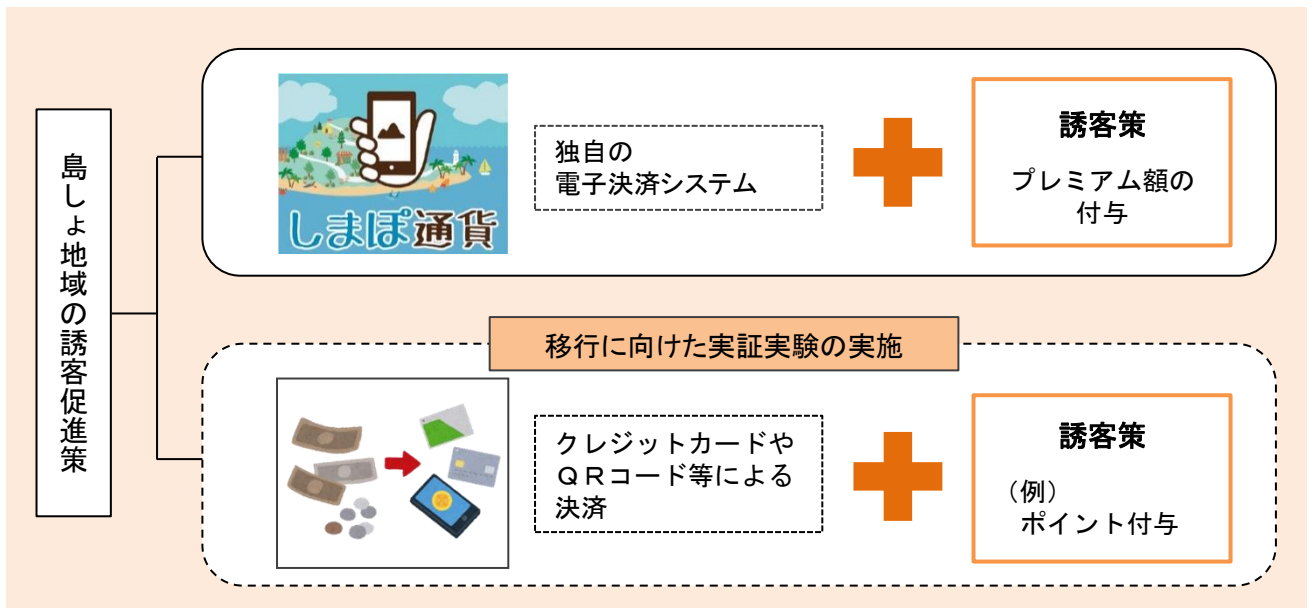 島しょ地域の誘客促進策
しまぽ通貨
独自の
電子決済システム
誘客策
プレミアム額の
付与
移行に向けた実証実験の実施
クレジットカードや
ＱＲコード等による
決済
誘客策
（例）
ポイント付与